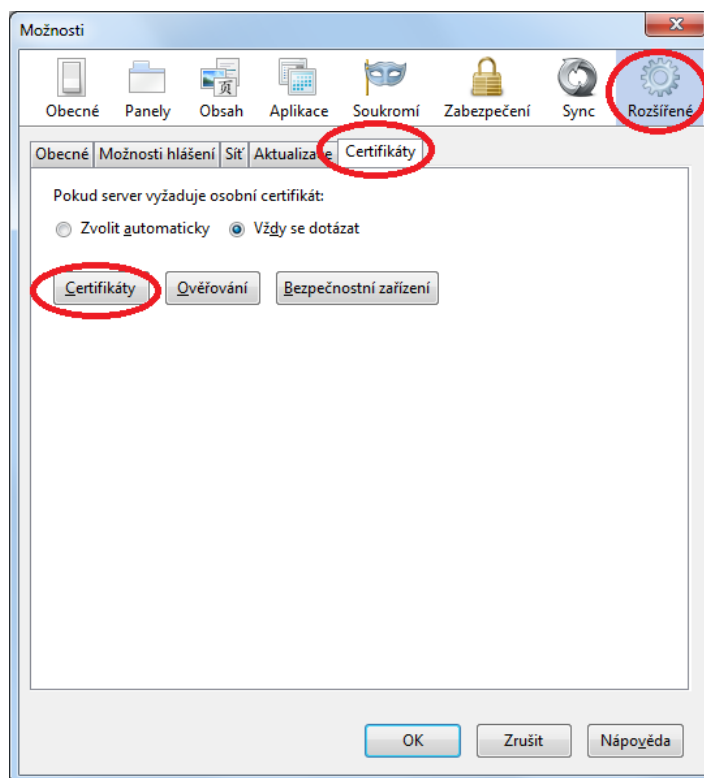 Možnosti
Obecné Panely Obsah Aplikace Soukromí Zabezpečení Sync Rozšířené
Obecné Možnosti hlášení Síť Aktualizace Certifikáty
Pokud server vyžaduje osobní certifikát:
Zvolit automaticky Vždy se dotázat
Certifikáty Ověřování Bezpečnostní zařízení
OK Zrušit Nápověda